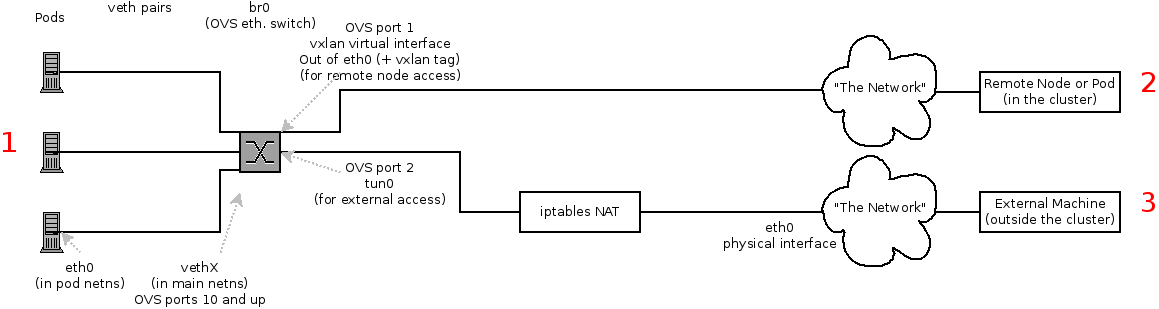 Pods
veth pairs
br0
(OVS eth. switch)
OVS port 1
vxlan virtual interface
Out of eth0 (+ vxlan tag)
(for remote node access)
"The Network"
Remote Node or Pod
(in the cluster)
2
1
OVS port 2
tun0
(for external access)
iptables NAT
"The Network"
External Machine
(outside the cluster)
3
eth0
physical interface
eth0
(in pod netns)
vethX
(in main netns)
OVS ports 10 and up